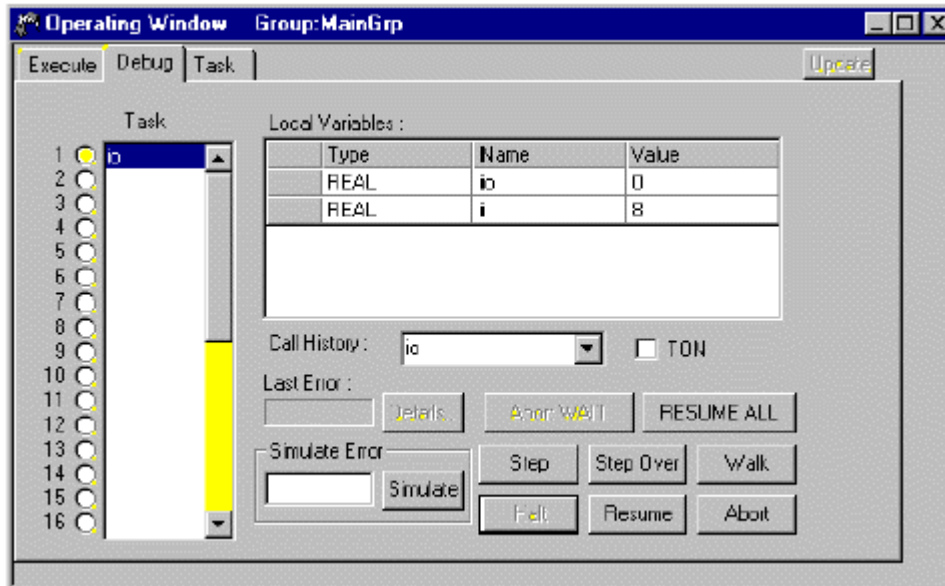 Operating Window Group:MainGrp
Execute Debug Task Update
Task
Local Variables :
Type Name Value
REAL io 0
REAL i 8
1 io
2
3
4
5
6
7
8
9
10
11
12
13
14
15
16
Call History : io TON
Last Error :
Details.. Abort WAIT RESUME ALL
Simulate Error
Simulate
Step Step Over Walk
Halt Resume Abort